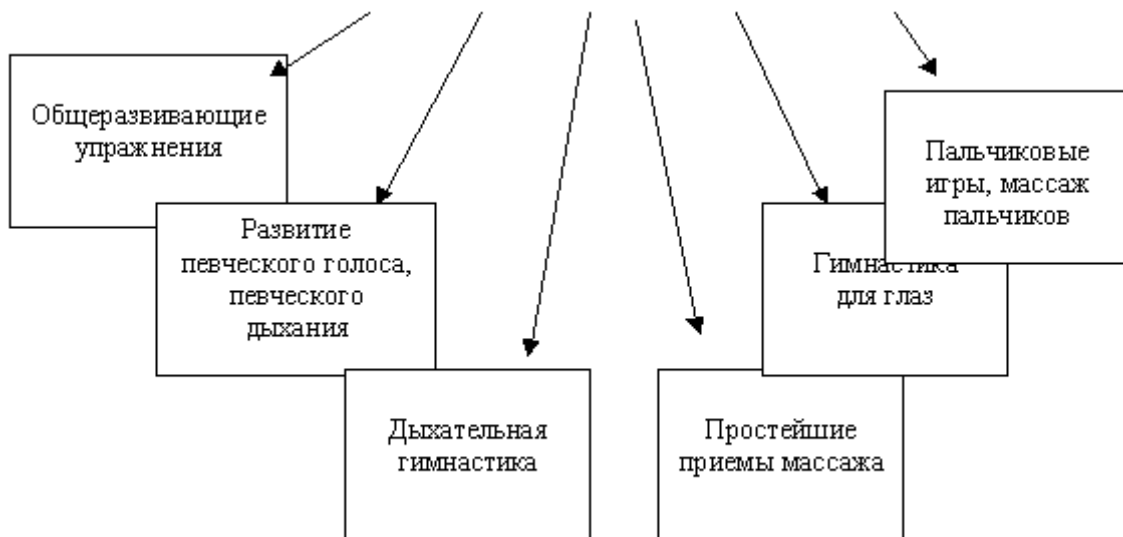 Общеразвивающие
упражнения
Развитие
певческого голоса,
певческого
дыхания
Дыхательная
гимнастика
Простейшие
приемы массажа
Гимнастика
для глаз
Пальчиковые
игры, массаж
пальчиков